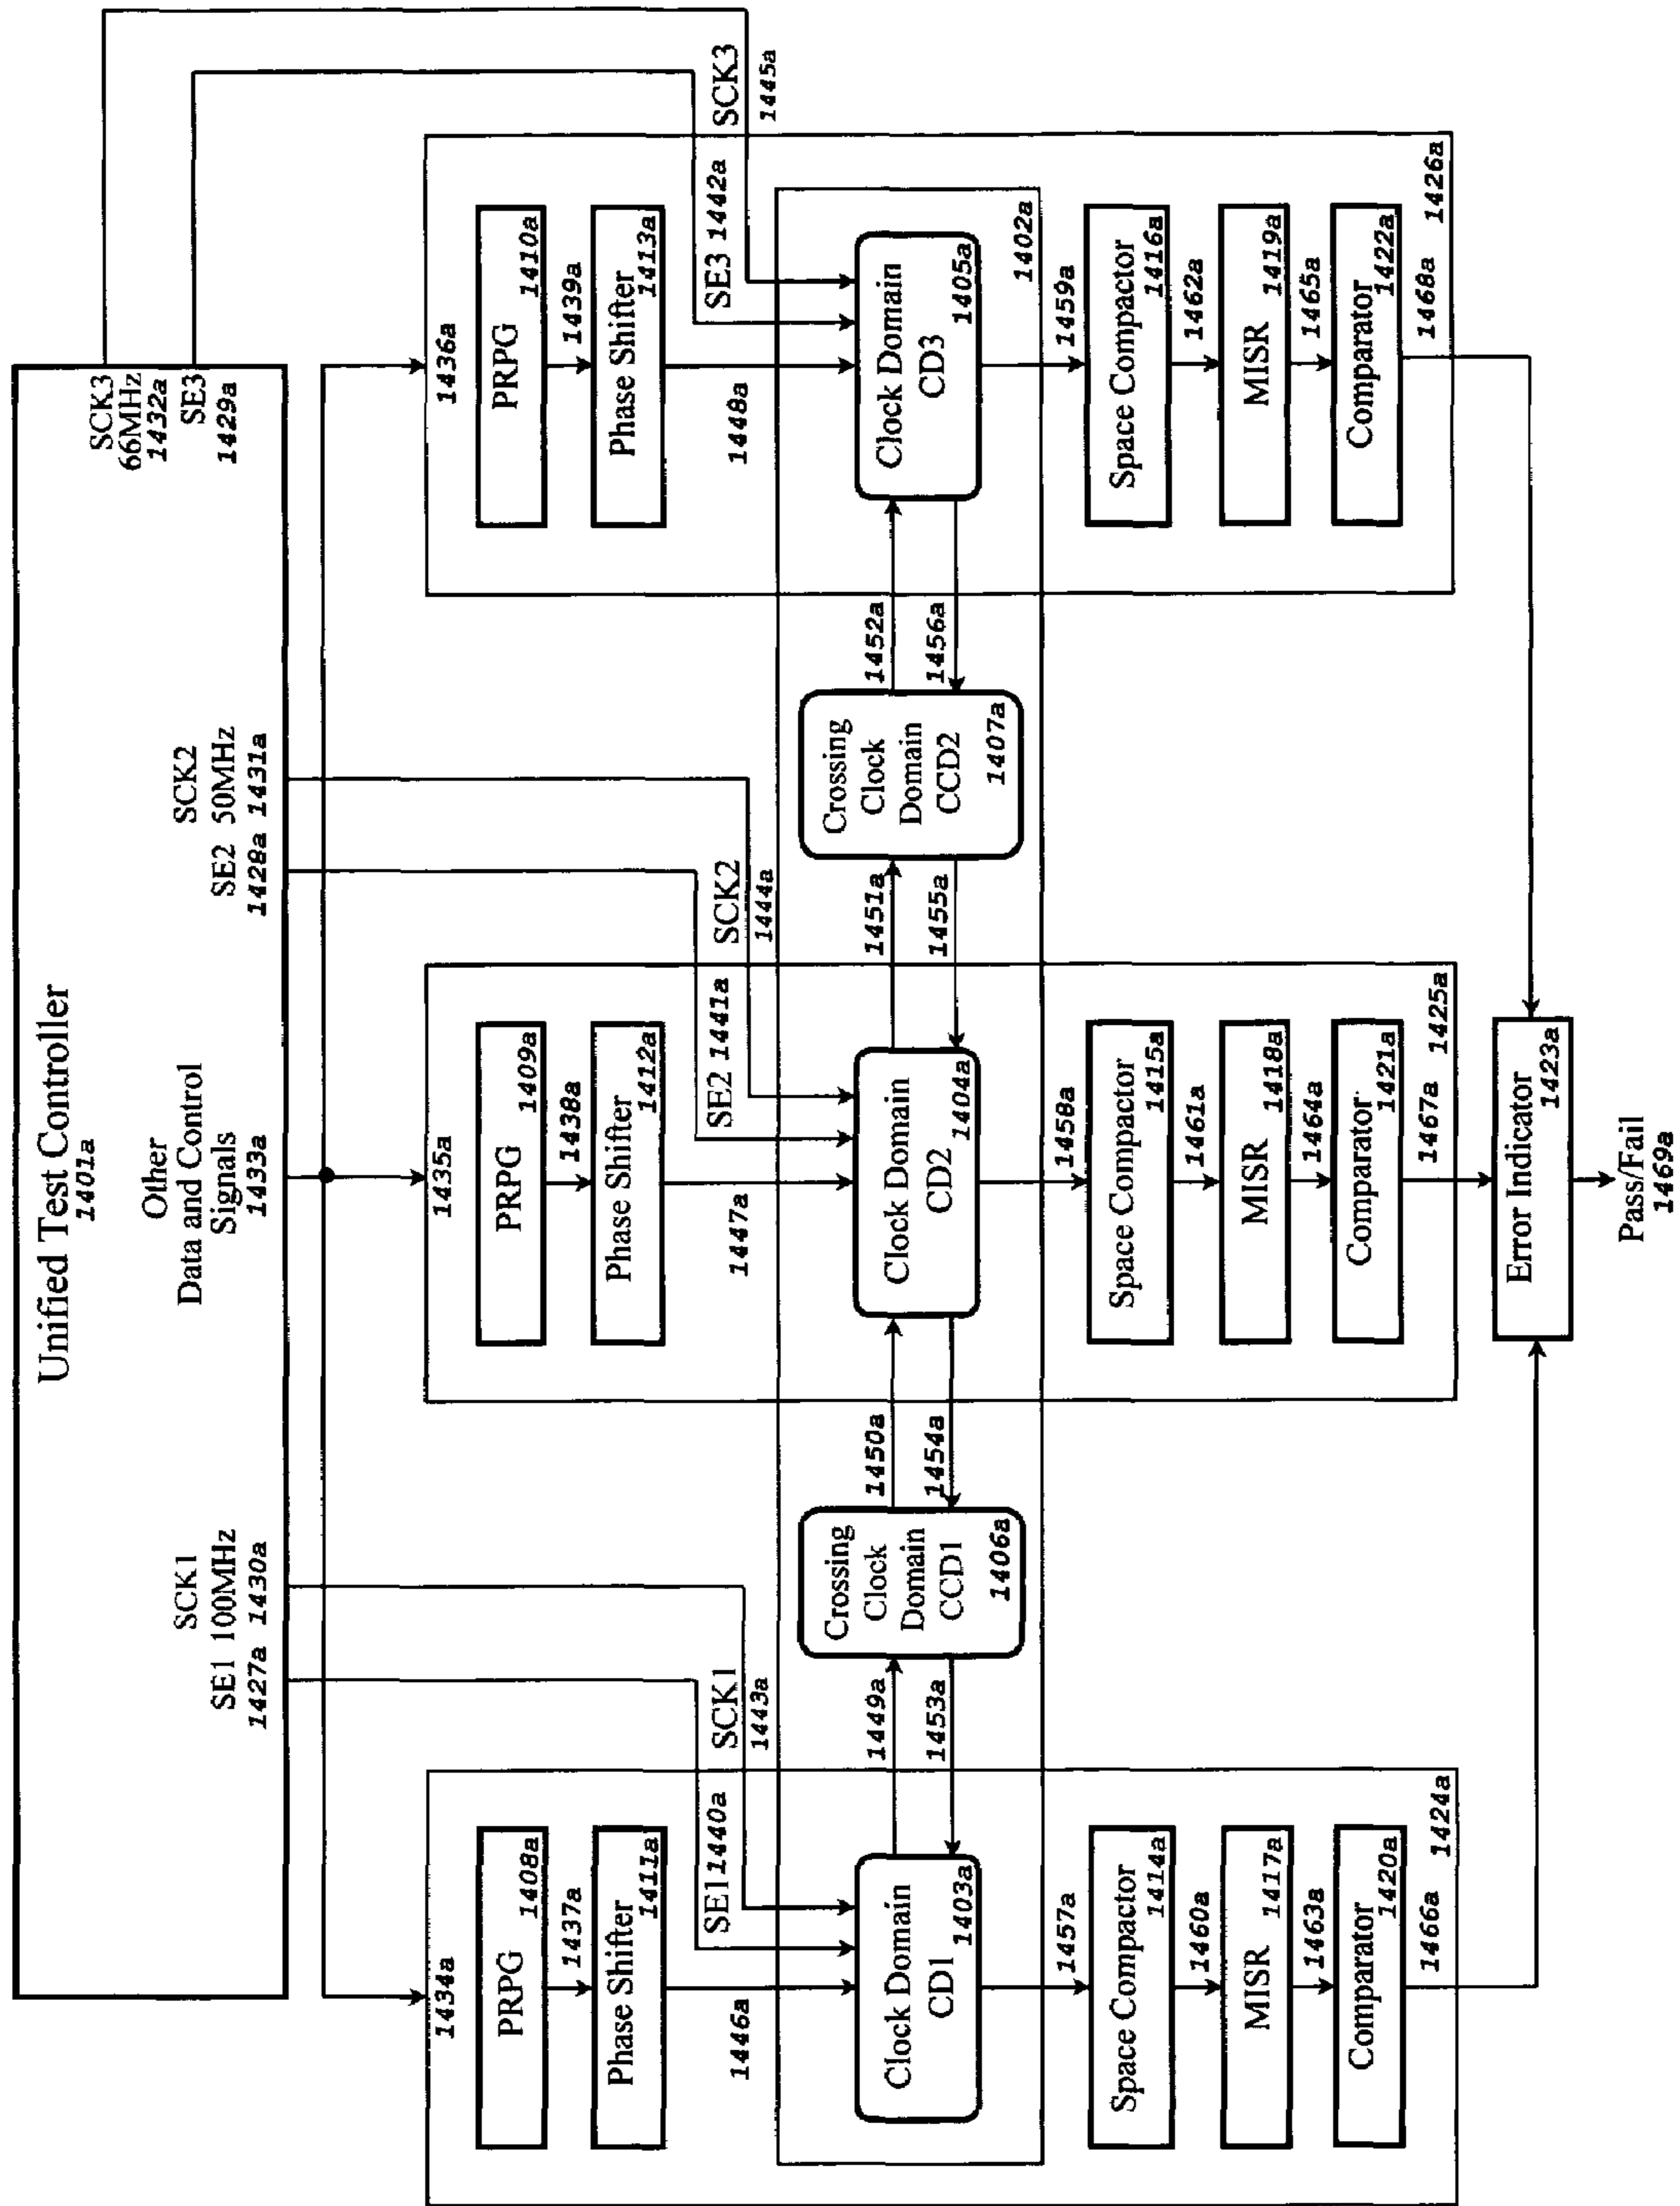 Unified Test Controller
1401a
SCK1
SE1 100MHz
1427a 1430a
Other
Data and Control
Signals
1433a
SCK2
SE2 50MHz
1428a 1431a
SCK3
66MHz
1432a
SE3
1429a
1434a
PRPG
1408a
1437a
Phase Shifter
1411a
1446a
SE1 1440a
SCK1
1443a
1435a
PRPG
1409a
1438a
Phase Shifter
1412a
1447a
SE2 1441a
SCK2
1444a
1436a
PRPG
1410a
1439a
Phase Shifter
1413a
1448a
SE3 1442a
SCK3
1445a
Clock Domain
CD1
1403a
1449a
1453a
Crossing
Clock
Domain
CCD1
1406a
1450a
1454a
Clock Domain
CD2
1404a
1451a
1455a
Crossing
Clock
Domain
CCD2
1407a
1452a
1456a
Clock Domain
CD3
1405a
1402a
1457a
Space Compactor
1414a
1460a
MISR
1417a
1463a
Comparator
1420a
1466a
1424a
1458a
Space Compactor
1415a
1461a
MISR
1418a
1464a
Comparator
1421a
1467a
1425a
1459a
Space Compactor
1416a
1462a
MISR
1419a
1465a
Comparator
1422a
1468a
1426a
Error Indicator
1423a
Pass/Fail
1469a